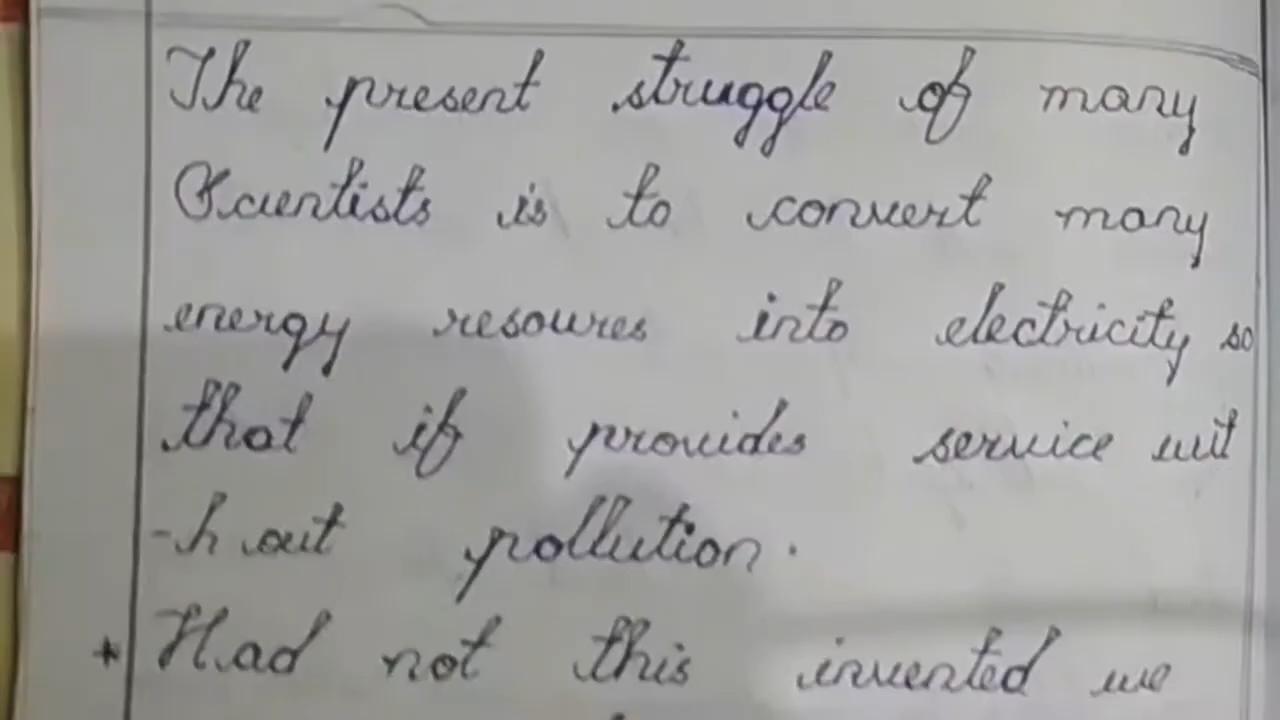 The present struggle of many
Scientists is to convert many
energy resoures into electricity so
that if provides service wit
-hout pollution.
* Had not this invented we